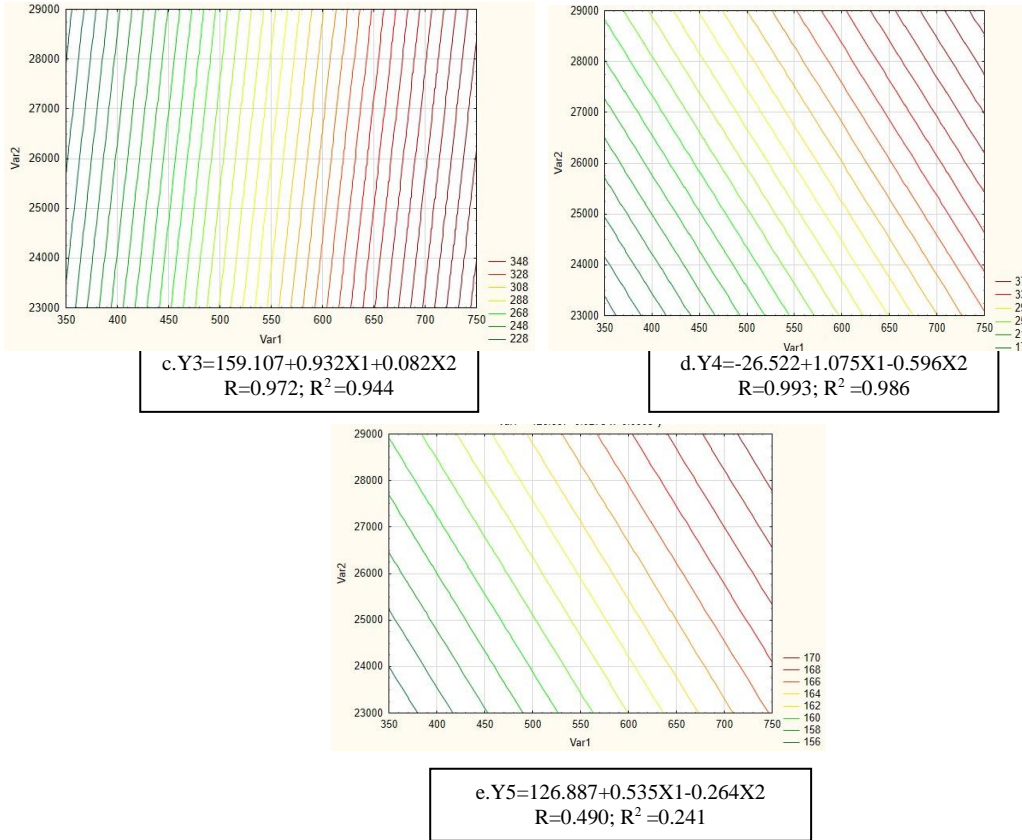 29000
28000
27000
26000
25000
24000
23000
Var2
350 400 450 500 550 600 650 700 750
Var1
348
328
308
288
268
248
228
c.Y3=159.107+0.932X1+0.082X2
R=0.972; R² =0.944
29000
28000
27000
26000
25000
24000
23000
Var2
350 400 450 500 550 600 650 700 750
Var1
d.Y4=-26.522+1.075X1-0.596X2
R=0.993; R² =0.986
29000
28000
27000
26000
25000
24000
23000
Var2
350 400 450 500 550 600 650 700 750
Var1
170
168
166
164
162
160
158
156
e.Y5=126.887+0.535X1-0.264X2
R=0.490; R² =0.241